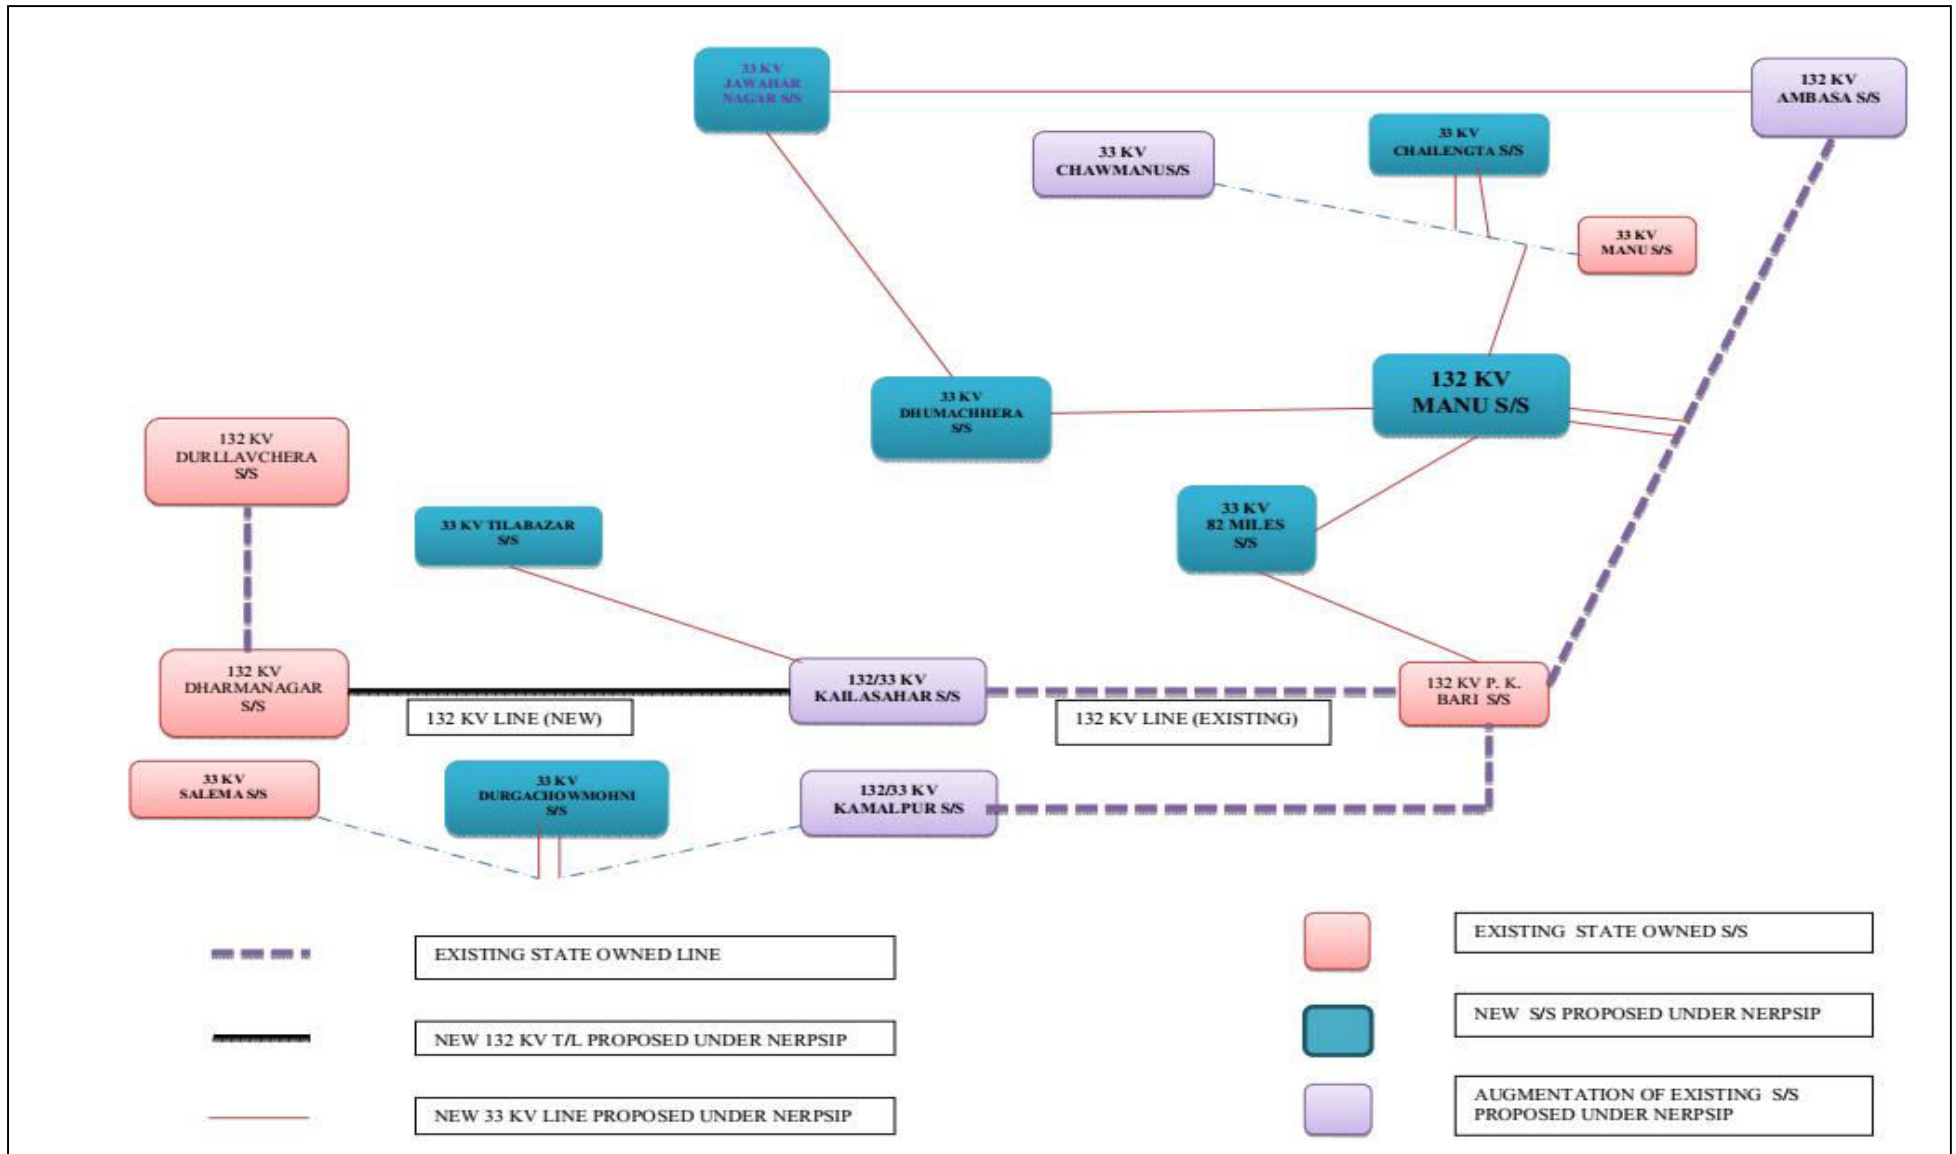 33 KV
JAWAHAR
NAGAR S/S
132 KV
AMBASA S/S
33 KV
CHAWMANUS/S
33 KV
CHAILENGTA S/S
33 KV
MANU S/S
132 KV
MANU S/S
33 KV
DHUMACHHERA
S/S
132 KV
DURLLAVCHERA
S/S
33 KV TILABAZAR
S/S
33 KV
82 MILES
S/S
132 KV
DHARMANAGAR
S/S
132/33 KV
KAILASAHAR S/S
132 KV P. K.
BARI S/S
132 KV LINE (NEW)
132 KV LINE (EXISTING)
33 KV
SALEMA S/S
33 KV
DURGACHOWMOHNI
S/S
132/33 KV
KAMALPUR S/S
EXISTING STATE OWNED LINE
NEW 132 KV T/L PROPOSED UNDER NERPSIP
NEW 33 KV LINE PROPOSED UNDER NERPSIP
EXISTING STATE OWNED S/S
NEW S/S PROPOSED UNDER NERPSIP
AUGMENTATION OF EXISTING S/S
PROPOSED UNDER NERPSIP